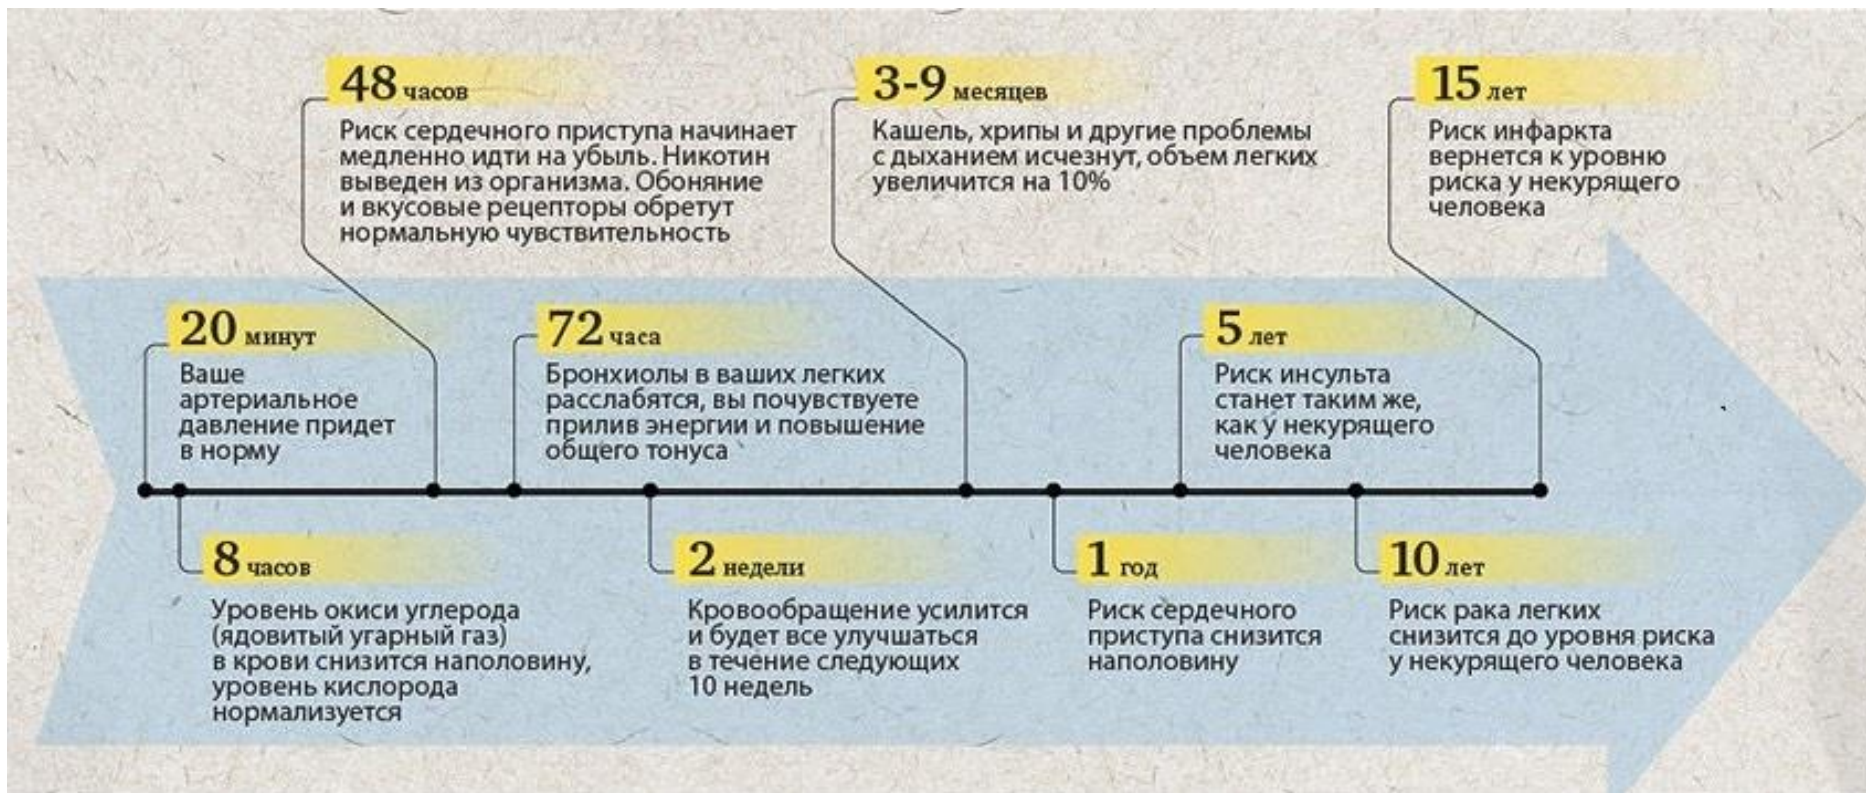 48 часов
Риск сердечного приступа начинает
медленно идти на убыль. Никотин
выведен из организма. Обоняние
и вкусовые рецепторы обретут
нормальную чувствительность
3-9 месяцев
Кашель, хрипы и другие проблемы
с дыханием исчезнут, объем легких
увеличится на 10%
15 лет
Риск инфаркта
вернется к уровню
риска у некурящего
человека
20 минут
Ваше
артериальное
давление придет
в норму
72 часа
Бронхиолы в ваших легких
расслабятся, вы почувствуете
прилив энергии и повышение
общего тонуса
5 лет
Риск инсульта
станет таким же,
как у некурящего
человека
8 часов
Уровень окиси углерода
(ядовитый угарный газ)
в крови снизится наполовину,
уровень кислорода
нормализуется
2 недели
Кровообращение усилится
и будет все улучшаться
в течение следующих
10 недель
1 год
Риск сердечного
приступа снизится
наполовину
10 лет
Риск рака легких
снизится до уровня риска
у некурящего человека